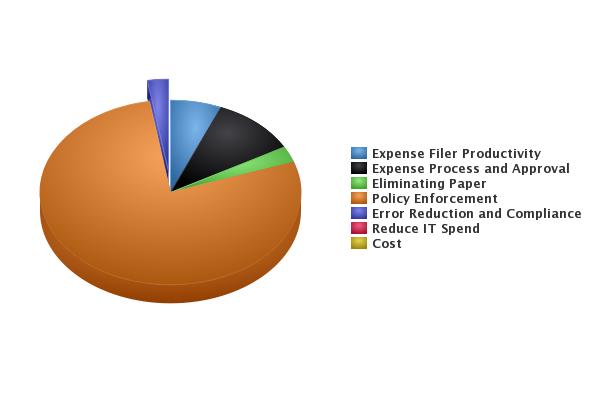 Expense Filer Productivity
Expense Process and Approval
Eliminating Paper
Policy Enforcement
Error Reduction and Compliance
Reduce IT Spend
Cost